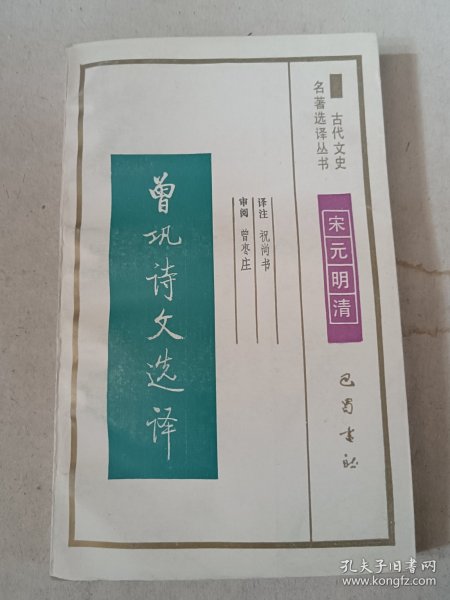 古代文史
名著选译丛书
宋元明清
巴蜀书社
译注 祝尚书
审阅 曾枣庄
曾巩诗文选译
孔夫子旧书网
www.kongfz.com